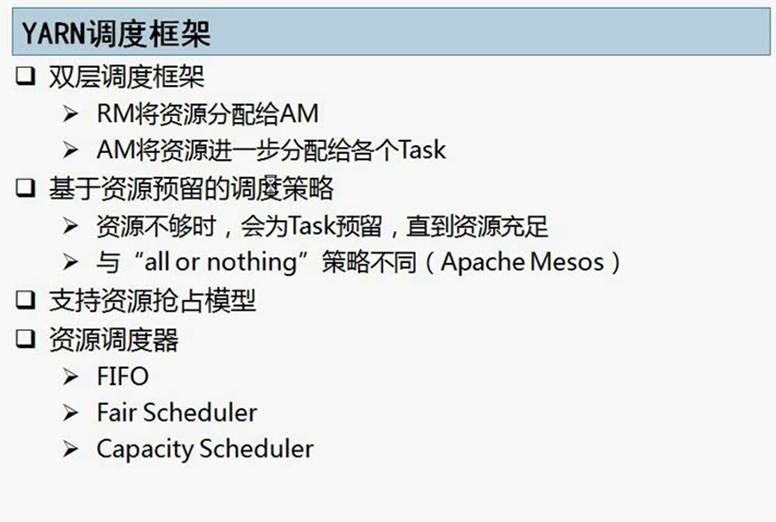 YARN调度框架
双层调度框架
RM将资源分配给AM
AM将资源进一步分配给各个Task
基于资源预留的调度策略
资源不够时，会为Task预留，直到资源充足
与“all or nothing”策略不同（Apache Mesos）
支持资源抢占模型
资源调度器
FIFO
Fair Scheduler
Capacity Scheduler